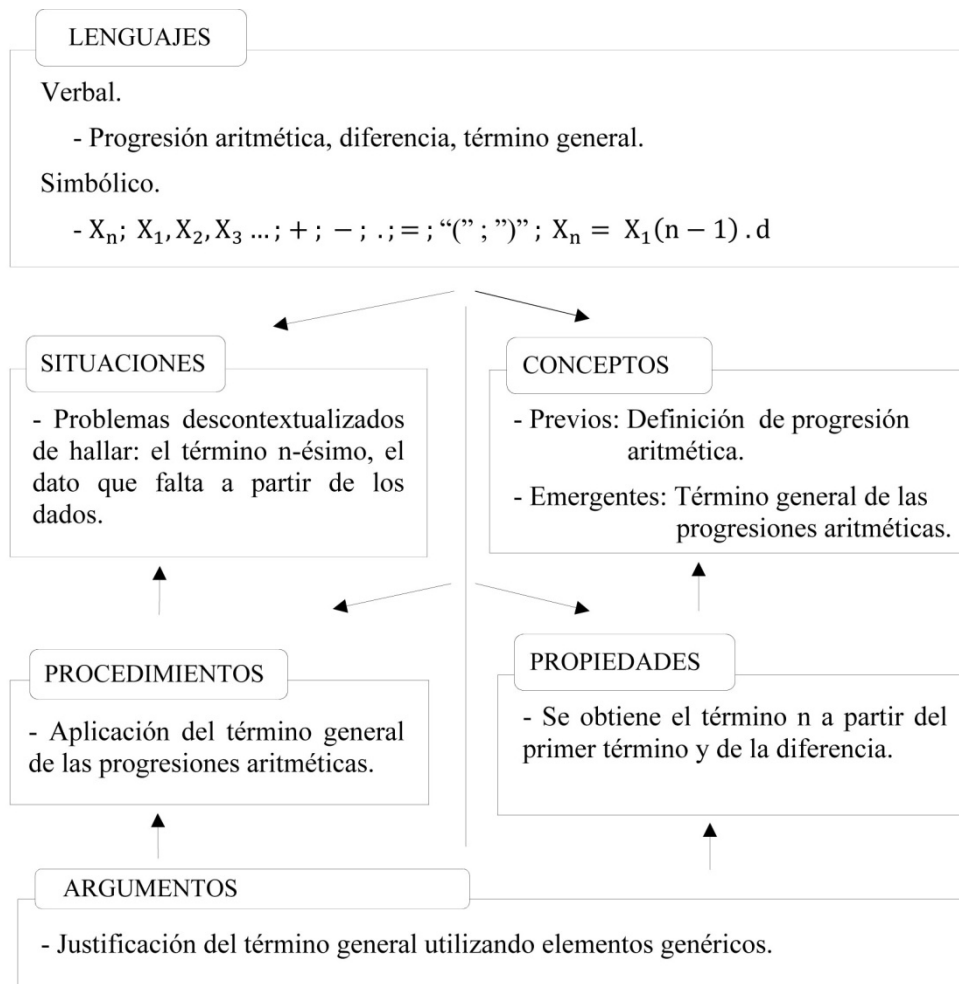 LENGUAJES
Verbal.
- Progresión aritmética, diferencia, término general.
Simbólico.
- Xₙ; X₁, X₂, X₃ …; + ; − ; .; = ; “(” ; ”)” ; Xₙ = X₁(n − 1) . d
SITUACIONES
- Problemas descontextualizados
de hallar: el término n-ésimo, el
dato que falta a partir de los
dados.
CONCEPTOS
- Previos: Definición de progresión
aritmética.
- Emergentes: Término general de las
progresiones aritméticas.
PROCEDIMIENTOS
- Aplicación del término general
de las progresiones aritméticas.
PROPIEDADES
- Se obtiene el término n a partir del
primer término y de la diferencia.
ARGUMENTOS
- Justificación del término general utilizando elementos genéricos.